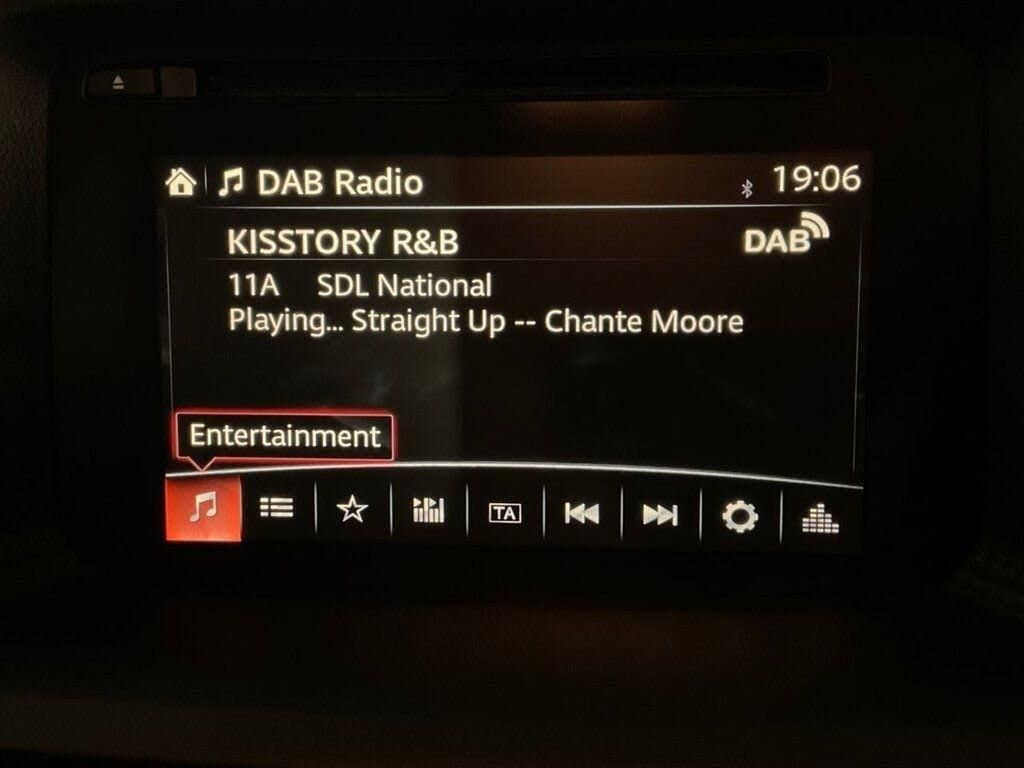 DAB Radio 19:06
KISSTORY R&B DAB
11A SDL National
Playing... Straight Up -- Chante Moore
Entertainment
TA